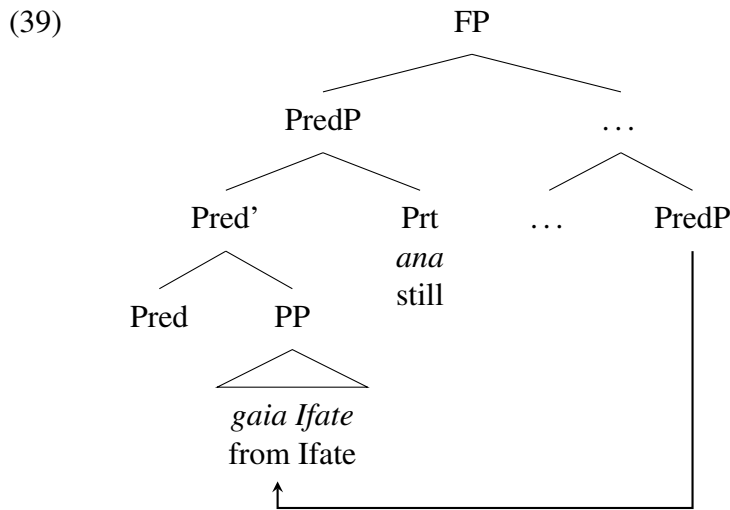 (39) FP
PredP ...
Pred’ Prt ... PredP
ana
still
Pred PP
gaia Ifate
from Ifate